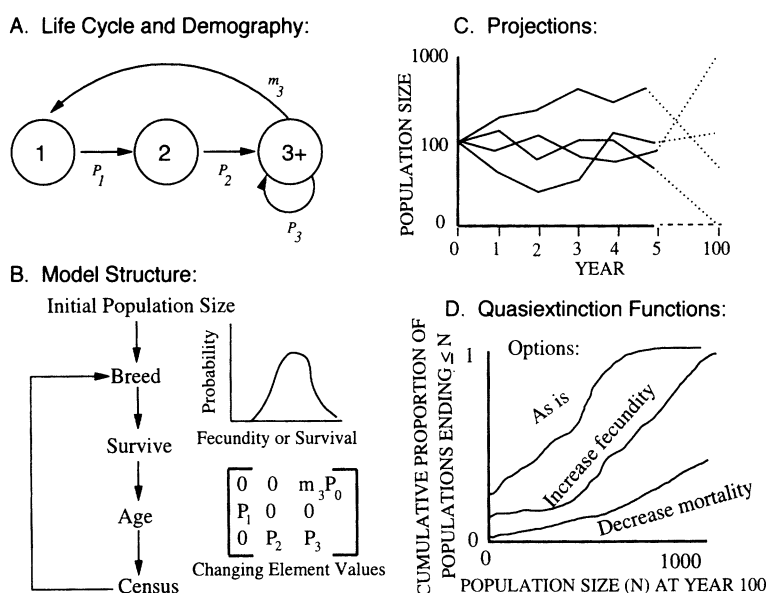 A. Life Cycle and Demography:
m3
1
2
3+
P1
P2
P3
B. Model Structure:
Initial Population Size
Breed
Survive
Age
Census
Probability
Fecundity or Survival
0 0 m3P0
P1 0 0
0 P2 P3
Changing Element Values
C. Projections:
POPULATION SIZE
1000
100
0
0 1 2 3 4 5 100
YEAR
D. Quasiextinction Functions:
CUMULATIVE PROPORTION OF
POPULATIONS ENDING ≤ N
1
0
Options:
As is
Increase fecundity
Decrease mortality
0 1000
POPULATION SIZE (N) AT YEAR 100